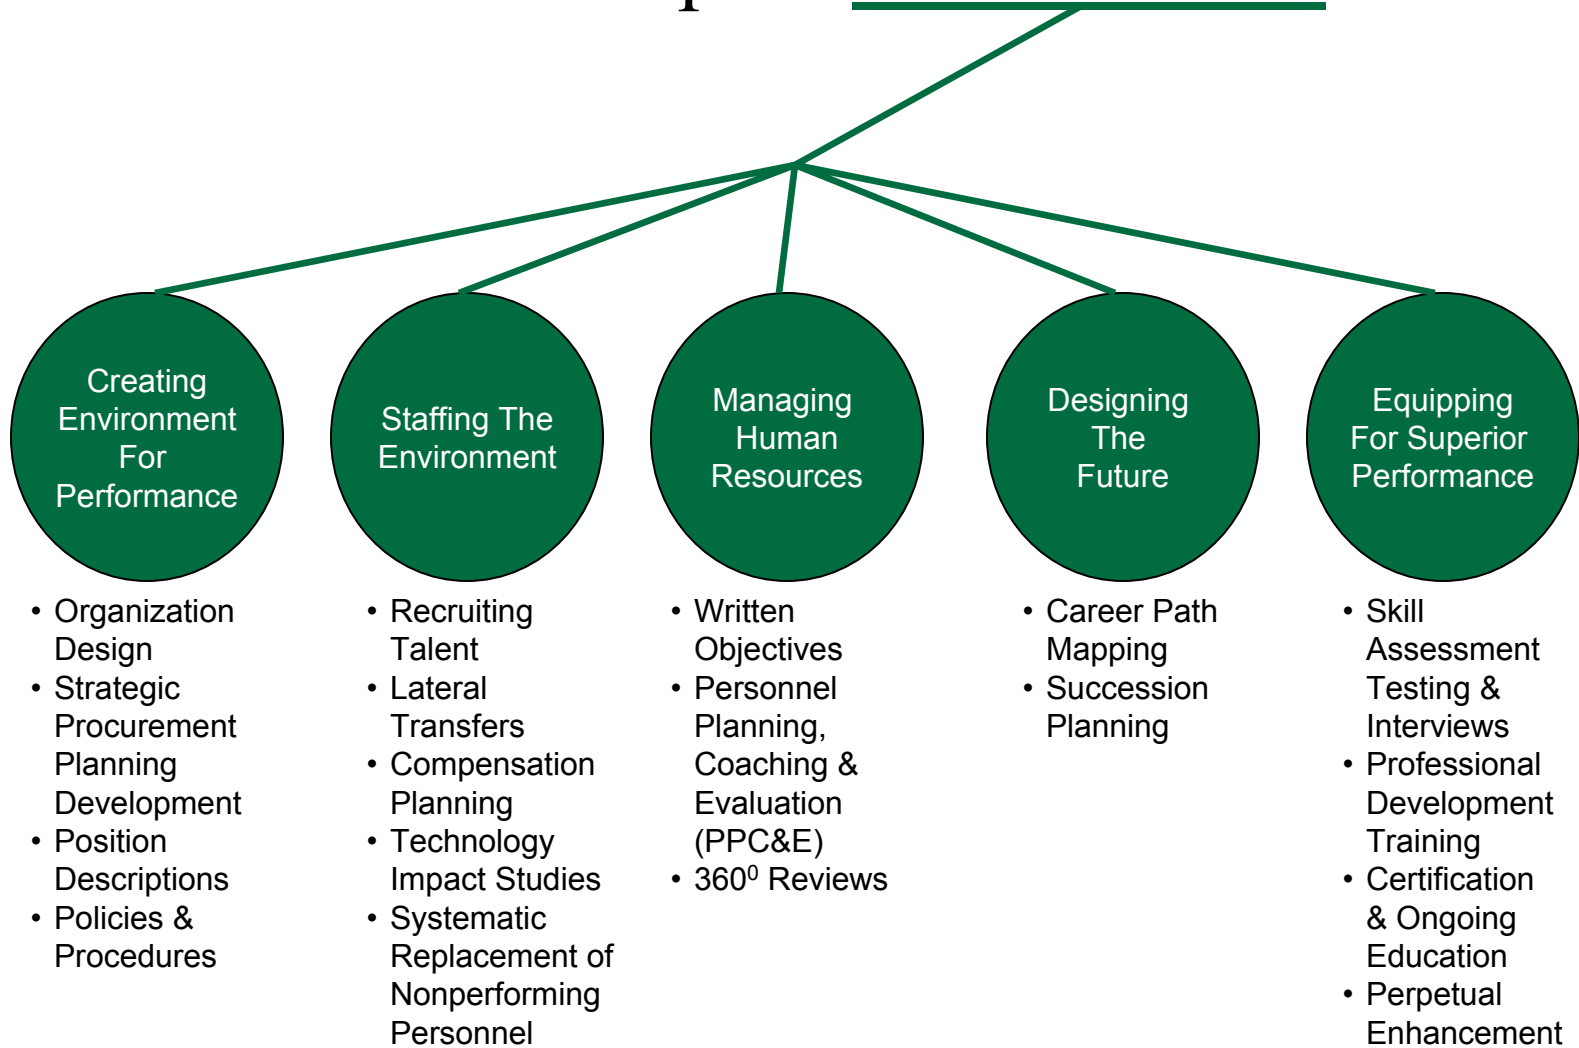 Creating
Environment
For
Performance
Staffing The
Environment
Managing
Human
Resources
Designing
The
Future
Equipping
For Superior
Performance
• Organization
Design
• Strategic
Procurement
Planning
Development
• Position
Descriptions
• Policies &
Procedures
• Recruiting
Talent
• Lateral
Transfers
• Compensation
Planning
• Technology
Impact Studies
• Systematic
Replacement of
Nonperforming
Personnel
• Written
Objectives
• Personnel
Planning,
Coaching &
Evaluation
(PPC&E)
• 360⁰ Reviews
• Career Path
Mapping
• Succession
Planning
• Skill
Assessment
Testing &
Interviews
• Professional
Development
Training
• Certification
& Ongoing
Education
• Perpetual
Enhancement